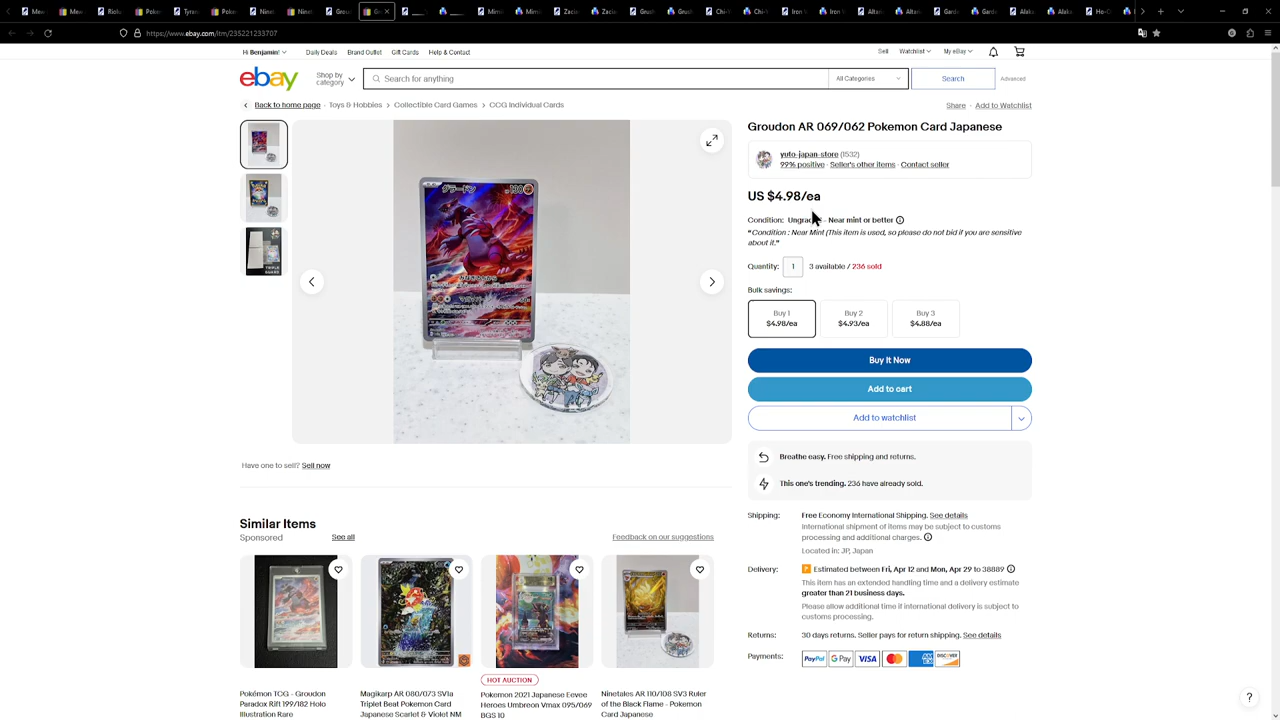 https://www.ebay.com/itm/235221233707
Hi Benjamin!
Daily Deals
Brand Outlet
Gift Cards
Help & Contact
Sell
Watchlist
My eBay
ebay
Shop by
category
Search for anything
All Categories
Search
Advanced
Back to home page
Toys & Hobbies
Collectible Card Games
CCG Individual Cards
Share
Add to Watchlist
Groudon AR 069/062 Pokemon Card Japanese
yuto-japan-store (1532)
99% positive · Seller's other items · Contact seller
US $4.98/ea
Condition: Near mint or better
“Condition : Near Mint (This item is used, so please do not bid if you are sensitive
about it.”
Quantity: 1 3 available / 236 sold
Bulk savings:
Buy 1
$4.98/ea
Buy 2
$4.93/ea
Buy 3
$4.88/ea
Buy It Now
Add to cart
Add to watchlist
Breathe easy. Free shipping and returns.
This one's trending. 236 have already sold.
Shipping: Free Economy International Shipping. See details
International shipment of items may be subject to customs
processing and additional charges.
Located in: JP, Japan
Delivery: Estimated between Fri, Apr 12 and Mon, Apr 29 to 38889
This item has an extended handling time and a delivery estimate
greater than 21 business days.
Please allow additional time if international delivery is subject to
customs processing.
Returns: 30 days returns. Seller pays for return shipping. See details
Payments: PayPal G Pay VISA
グラードン
Have one to sell? Sell now
Similar Items
Sponsored
See all
Feedback on our suggestions
Pokémon TCG - Groudon
Paradox Rift 199/182 Holo
Illustration Rare
Magikarp AR 080/073 SV1a
Triplet Beat Pokemon Card
Japanese Scarlet & Violet NM
HOT AUCTION
Pokemon 2021 Japanese Eevee
Heroes Umbreon Vmax 095/069
BGS 10
Ninetales AR 110/108 SV3 Ruler
of the Black Flame - Pokemon
Card Japanese